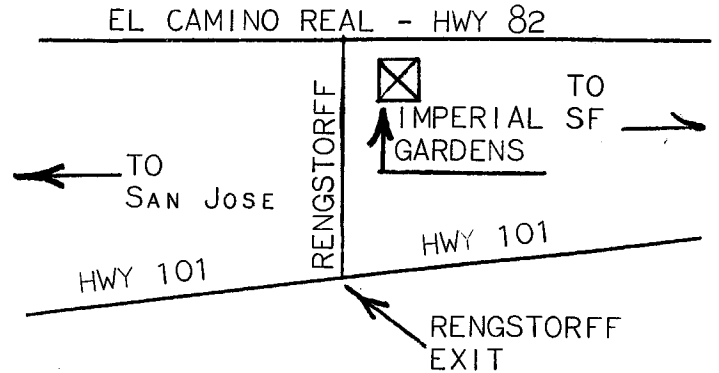 EL CAMINO REAL - HWY 82
RENGSTORFF
TO
SF
IMPERIAL
GARDENS
TO
SAN JOSE
HWY 101
HWY 101
RENGSTORFF
EXIT